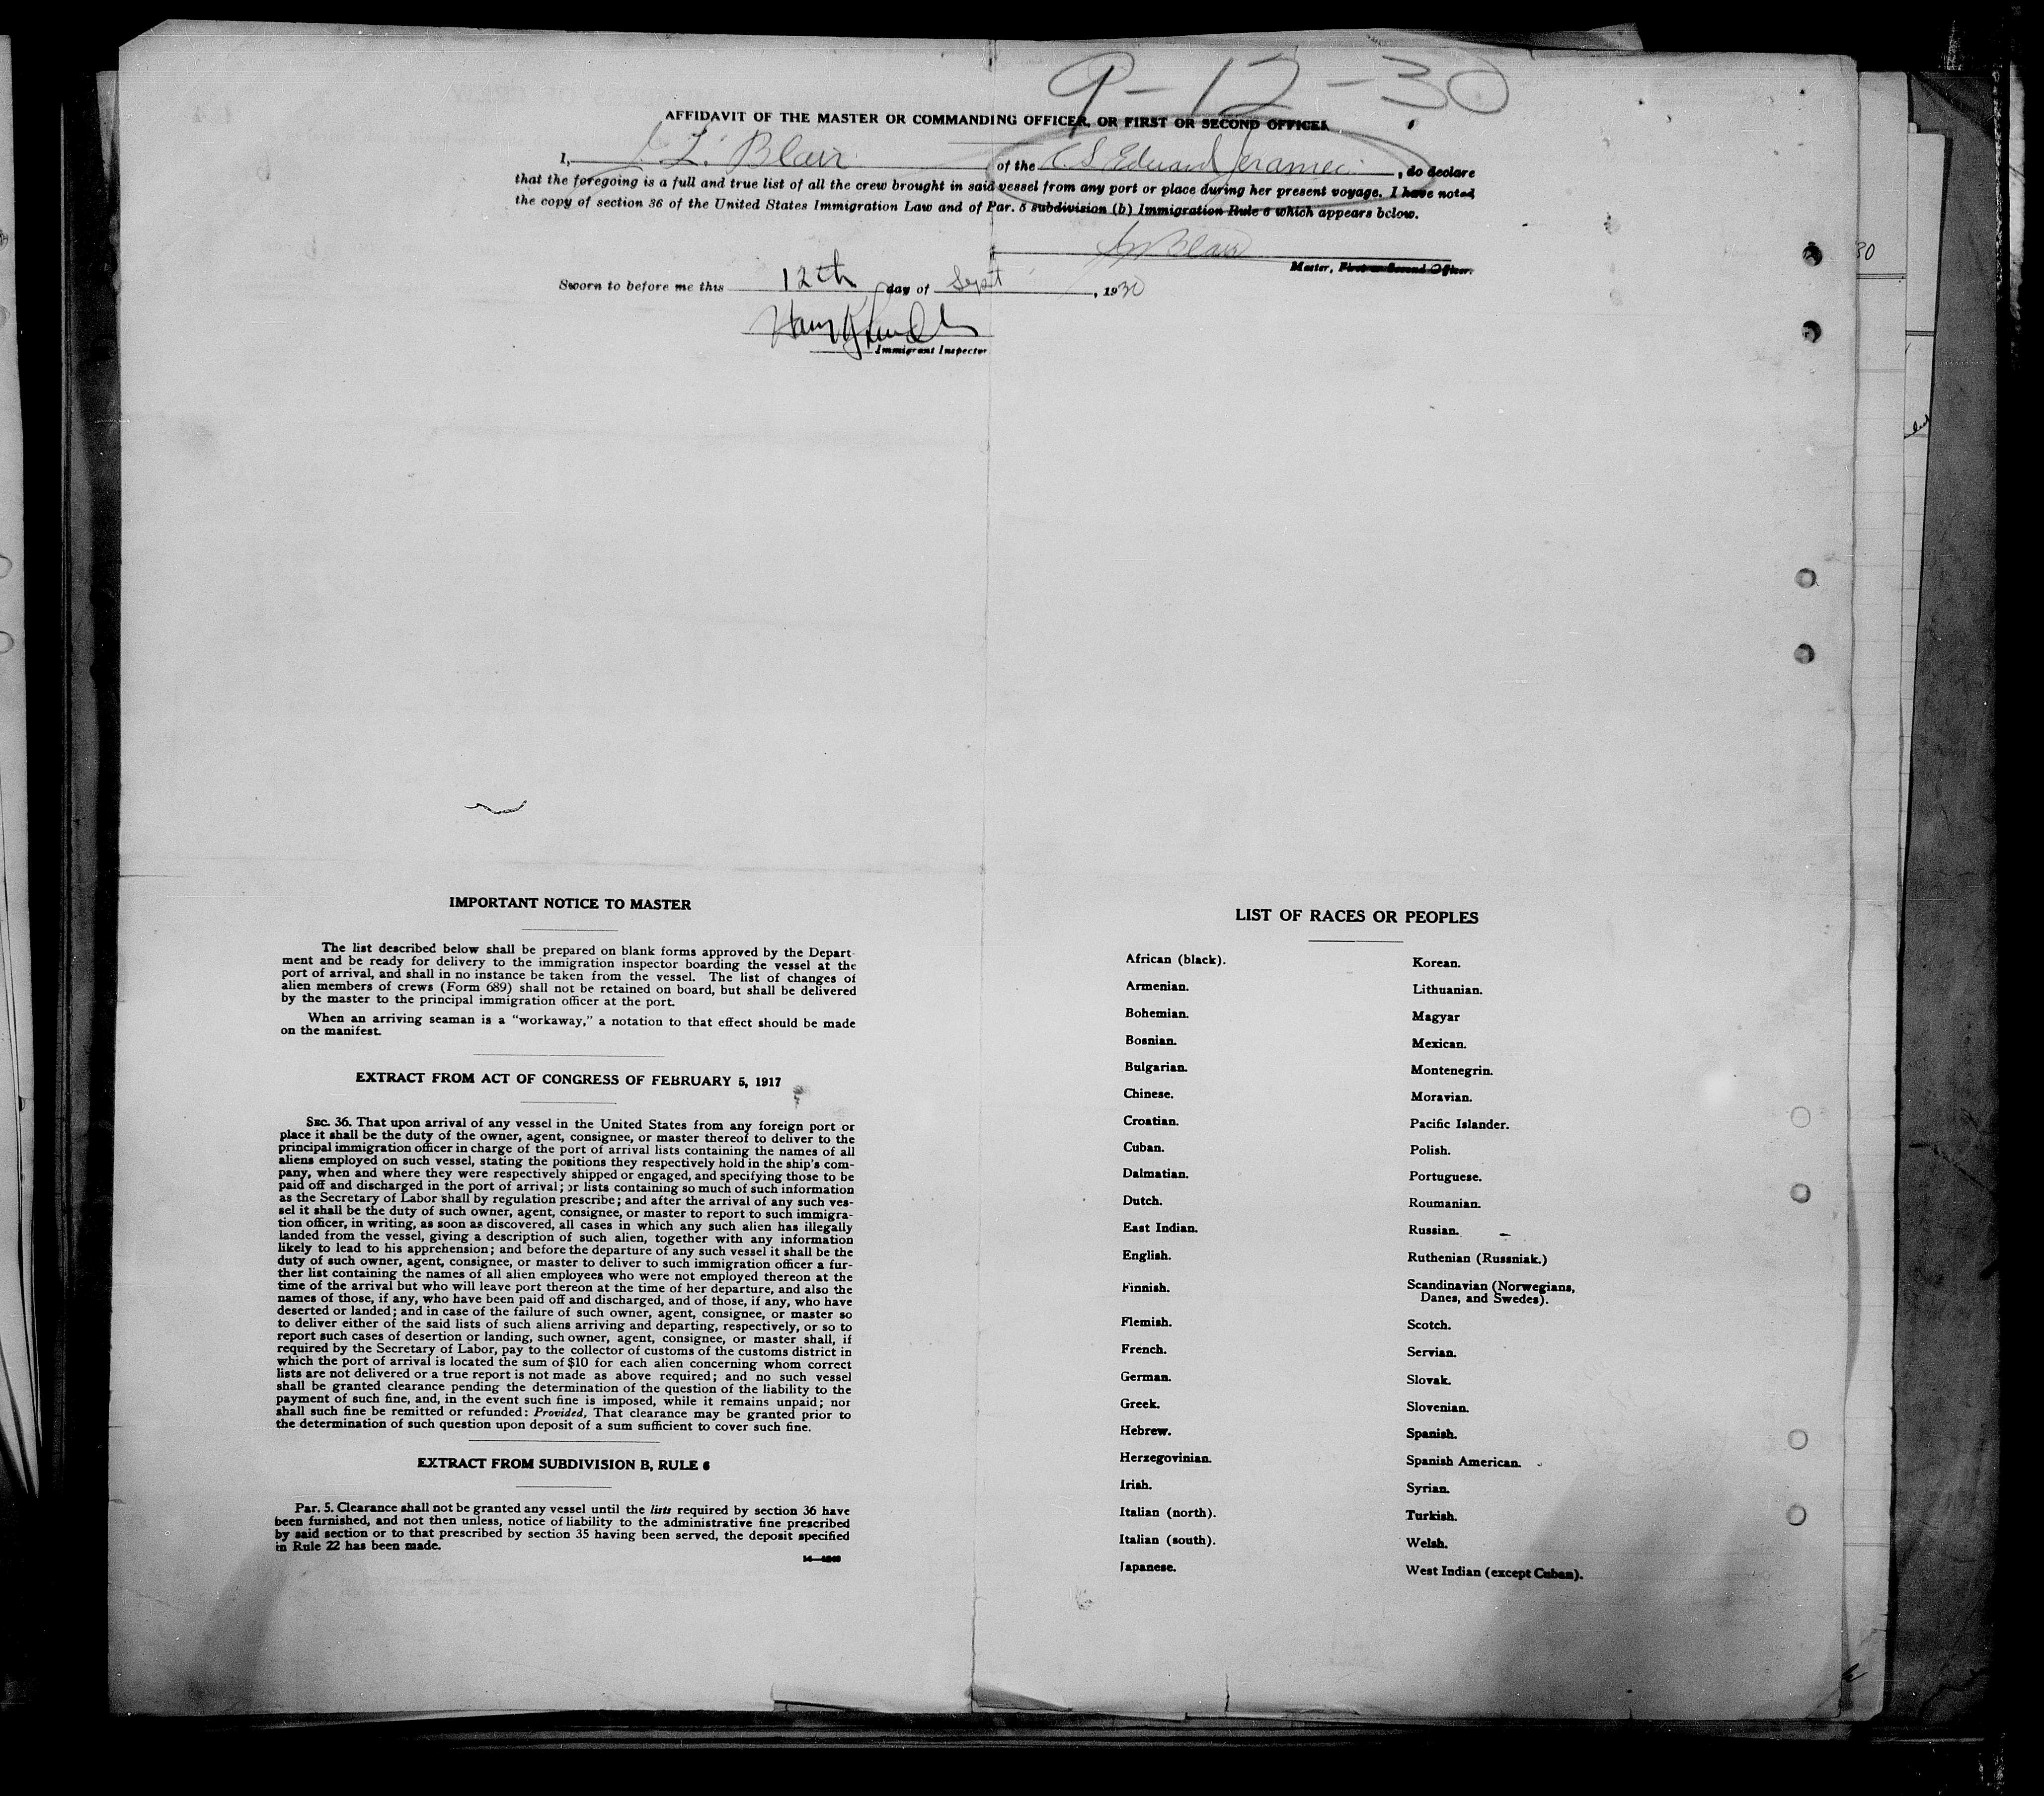 9-12-30
AFFIDAVIT OF THE MASTER OR COMMANDING OFFICER, OR FIRST OR SECOND OFFICER
I, L. Blair of the C. S. Edward Jeramec, do declare
that the foregoing is a full and true list of all the crew brought in said vessel from any port or place during her present voyage. I have noted
the copy of section 36 of the United States Immigration Law and of Par. 5 subdivision (b) Immigration Rule 6 which appears below.
Blair
Master, First or Second Officer.
Sworn to before me this 12th day of Sept, 1930
Immigrant Inspector
IMPORTANT NOTICE TO MASTER
The list described below shall be prepared on blank forms approved by the Depart-
ment and be ready for delivery to the immigration inspector boarding the vessel at the
port of arrival, and shall in no instance be taken from the vessel. The list of changes of
alien members of crews (Form 689) shall not be retained on board, but shall be delivered
by the master to the principal immigration officer at the port.
When an arriving seaman is a "workaway," a notation to that effect should be made
on the manifest.
EXTRACT FROM ACT OF CONGRESS OF FEBRUARY 5, 1917
SEC. 36. That upon arrival of any vessel in the United States from any foreign port or
place it shall be the duty of the owner, agent, consignee, or master thereof to deliver to the
principal immigration officer in charge of the port of arrival lists containing the names of all
aliens employed on such vessel, stating the positions they respectively hold in the ship's com-
pany, when and where they were respectively shipped or engaged, and specifying those to be
paid off and discharged in the port of arrival; or lists containing so much of such information
as the Secretary of Labor shall by regulation prescribe; and after the arrival of any such ves-
sel it shall be the duty of such owner, agent, consignee, or master to report to such immigra-
tion officer, in writing, as soon as discovered, all cases in which any such alien has illegally
landed from the vessel, giving a description of such alien, together with any information
likely to lead to his apprehension; and before the departure of any such vessel it shall be the
duty of such owner, agent, consignee, or master to deliver to such immigration officer a fur-
ther list containing the names of all alien employees who were not employed thereon at the
time of the arrival but who will leave port thereon at the time of her departure, and also the
names of those, if any, who have been paid off and discharged, and of those, if any, who have
deserted or landed; and in case of the failure of such owner, agent, consignee, or master so
to deliver either of the said lists of such aliens arriving and departing, respectively, or so to
report such cases of desertion or landing, such owner, agent, consignee, or master shall, if
required by the Secretary of Labor, pay to the collector of customs of the customs district in
which the port of arrival is located the sum of $10 for each alien concerning whom correct
lists are not delivered or a true report is not made as above required; and no such vessel
shall be granted clearance pending the determination of the question of the liability to the
payment of such fine, and, in the event such fine is imposed, while it remains unpaid; nor
shall such fine be remitted or refunded: Provided, That clearance may be granted prior to
the determination of such question upon deposit of a sum sufficient to cover such fine.
EXTRACT FROM SUBDIVISION B, RULE 6
Par. 5. Clearance shall not be granted any vessel until the lists required by section 36 have
been furnished, and not then unless, notice of liability to the administrative fine prescribed
by said section or to that prescribed by section 35 having been served, the deposit specified
in Rule 22 has been made.
LIST OF RACES OR PEOPLES
African (black).
Armenian.
Bohemian.
Bosnian.
Bulgarian.
Chinese.
Croatian.
Cuban.
Dalmatian.
Dutch.
East Indian.
English.
Finnish.
Flemish.
French.
German.
Greek.
Hebrew.
Herzegovinian.
Irish.
Italian (north).
Italian (south).
Japanese.
Korean.
Lithuanian.
Magyar
Mexican.
Montenegrin.
Moravian.
Pacific Islander.
Polish.
Portuguese.
Roumanian.
Russian.
Ruthenian (Russniak.)
Scandinavian (Norwegians,
Danes, and Swedes).
Scotch.
Servian.
Slovak.
Slovenian.
Spanish.
Spanish American.
Syrian.
Turkish.
Welsh.
West Indian (except Cuban).
30